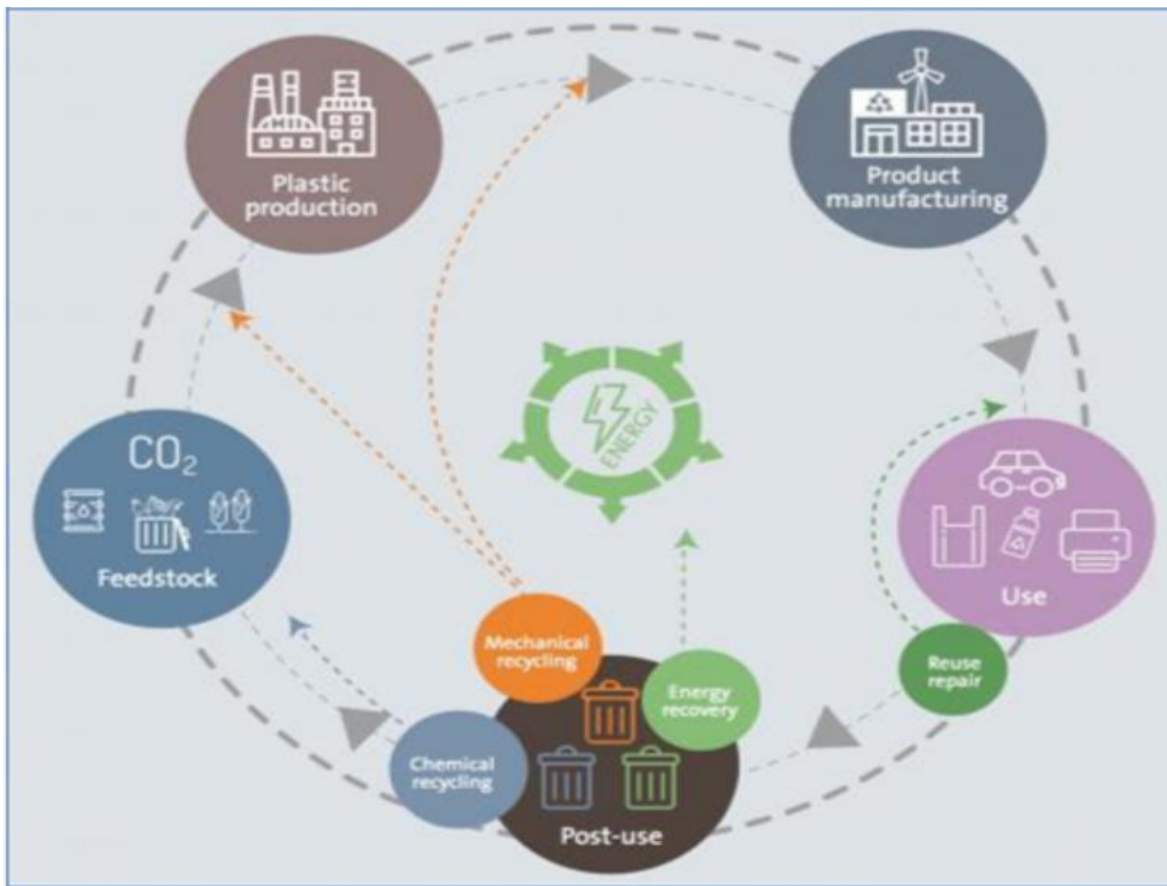 Plastic
production
Product
manufacturing
ENERGY
CO₂
Feedstock
Use
Mechanical
recycling
Energy
recovery
Reuse
repair
Chemical
recycling
Post-use